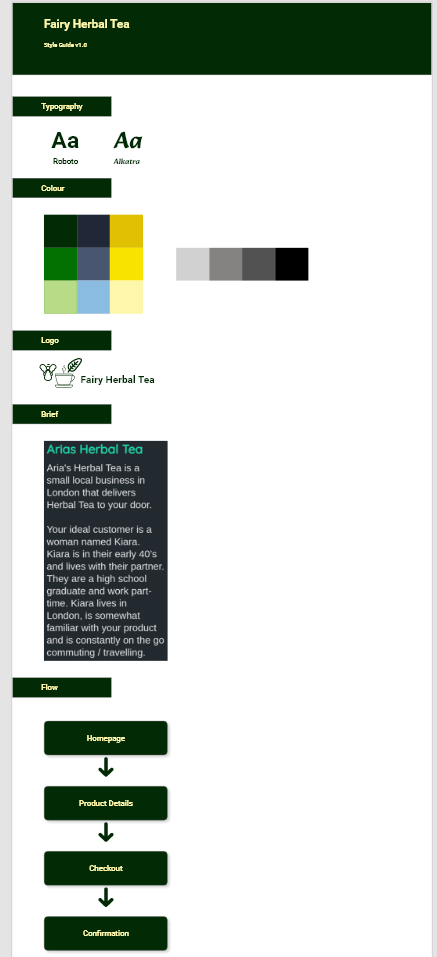 Fairy Herbal Tea
Style Guide v1.0
Typography
Aa
Aa
Roboto
Alkatra
Colour
Logo
Fairy Herbal Tea
Brief
Arias Herbal Tea
Aria's Herbal Tea is a
small local business in
London that delivers
Herbal Tea to your door.
Your ideal customer is a
woman named Kiara.
Kiara is in their early 40's
and lives with their partner.
They are a high school
graduate and work part-
time. Kiara lives in
London, is somewhat
familiar with your product
and is constantly on the go
commuting / travelling.
Flow
Homepage
Product Details
Checkout
Confirmation